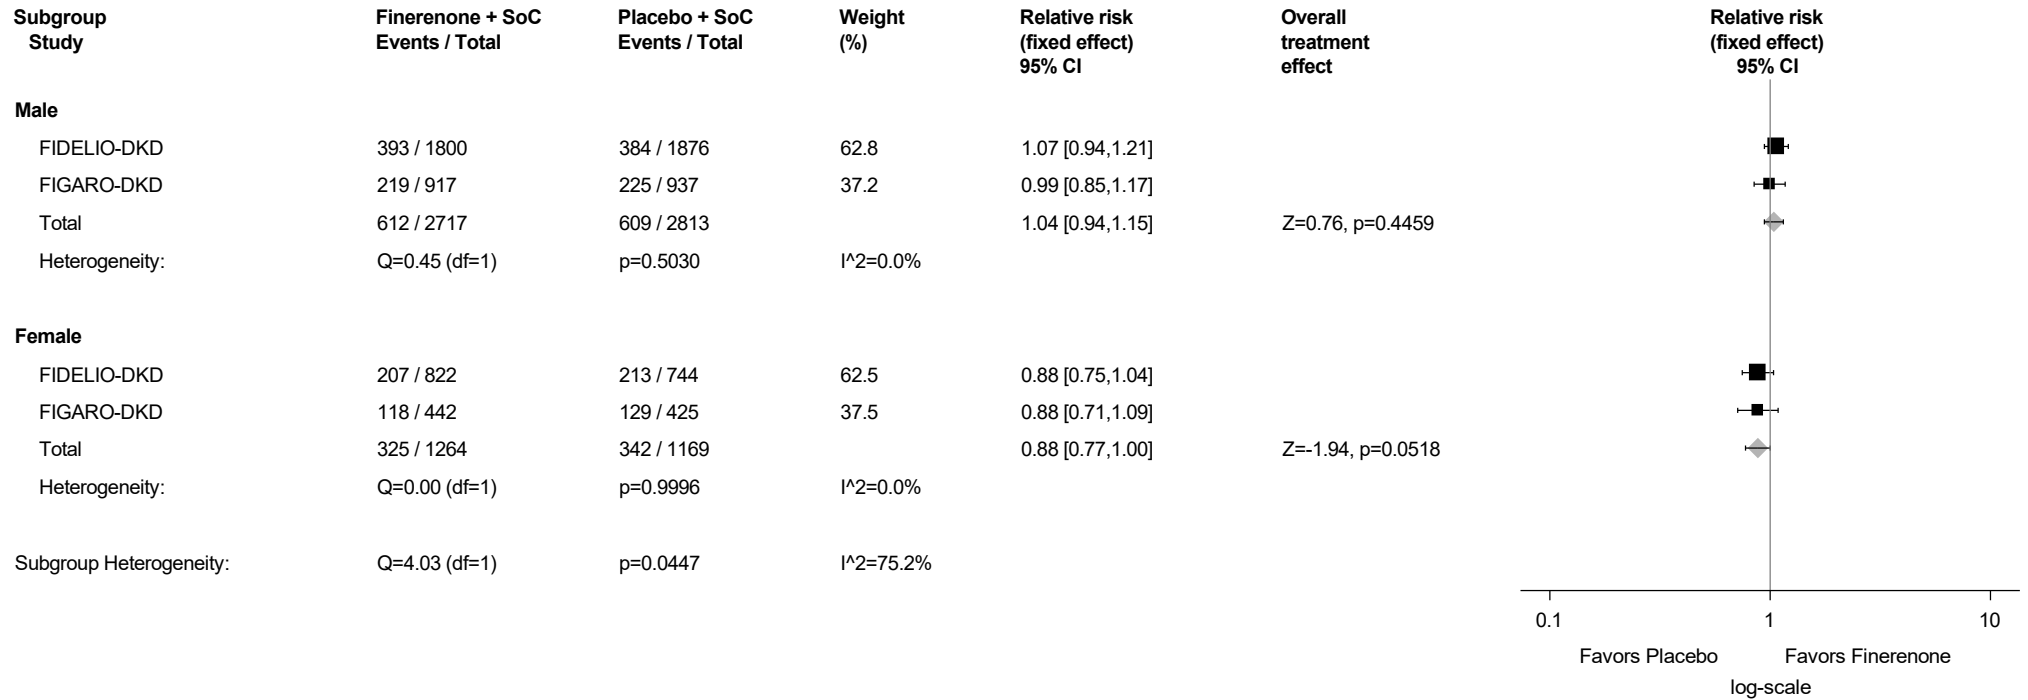 Subgroup Finerenone + SoC Placebo + SoC Weight Relative risk Overall Relative risk
Study Events / Total Events / Total (%) (fixed effect) treatment (fixed effect)
95% CI effect 95% CI
Male
FIDELIO-DKD 393 / 1800 384 / 1876 62.8 1.07 [0.94,1.21]
FIGARO-DKD 219 / 917 225 / 937 37.2 0.99 [0.85,1.17]
Total 612 / 2717 609 / 2813 1.04 [0.94,1.15] Z=0.76, p=0.4459
Heterogeneity: Q=0.45 (df=1) p=0.5030 I^2=0.0%
Female
FIDELIO-DKD 207 / 822 213 / 744 62.5 0.88 [0.75,1.04]
FIGARO-DKD 118 / 442 129 / 425 37.5 0.88 [0.71,1.09]
Total 325 / 1264 342 / 1169 0.88 [0.77,1.00] Z=-1.94, p=0.0518
Heterogeneity: Q=0.00 (df=1) p=0.9996 I^2=0.0%
Subgroup Heterogeneity: Q=4.03 (df=1) p=0.0447 I^2=75.2%
0.1 1 10
Favors Placebo Favors Finerenone
log-scale